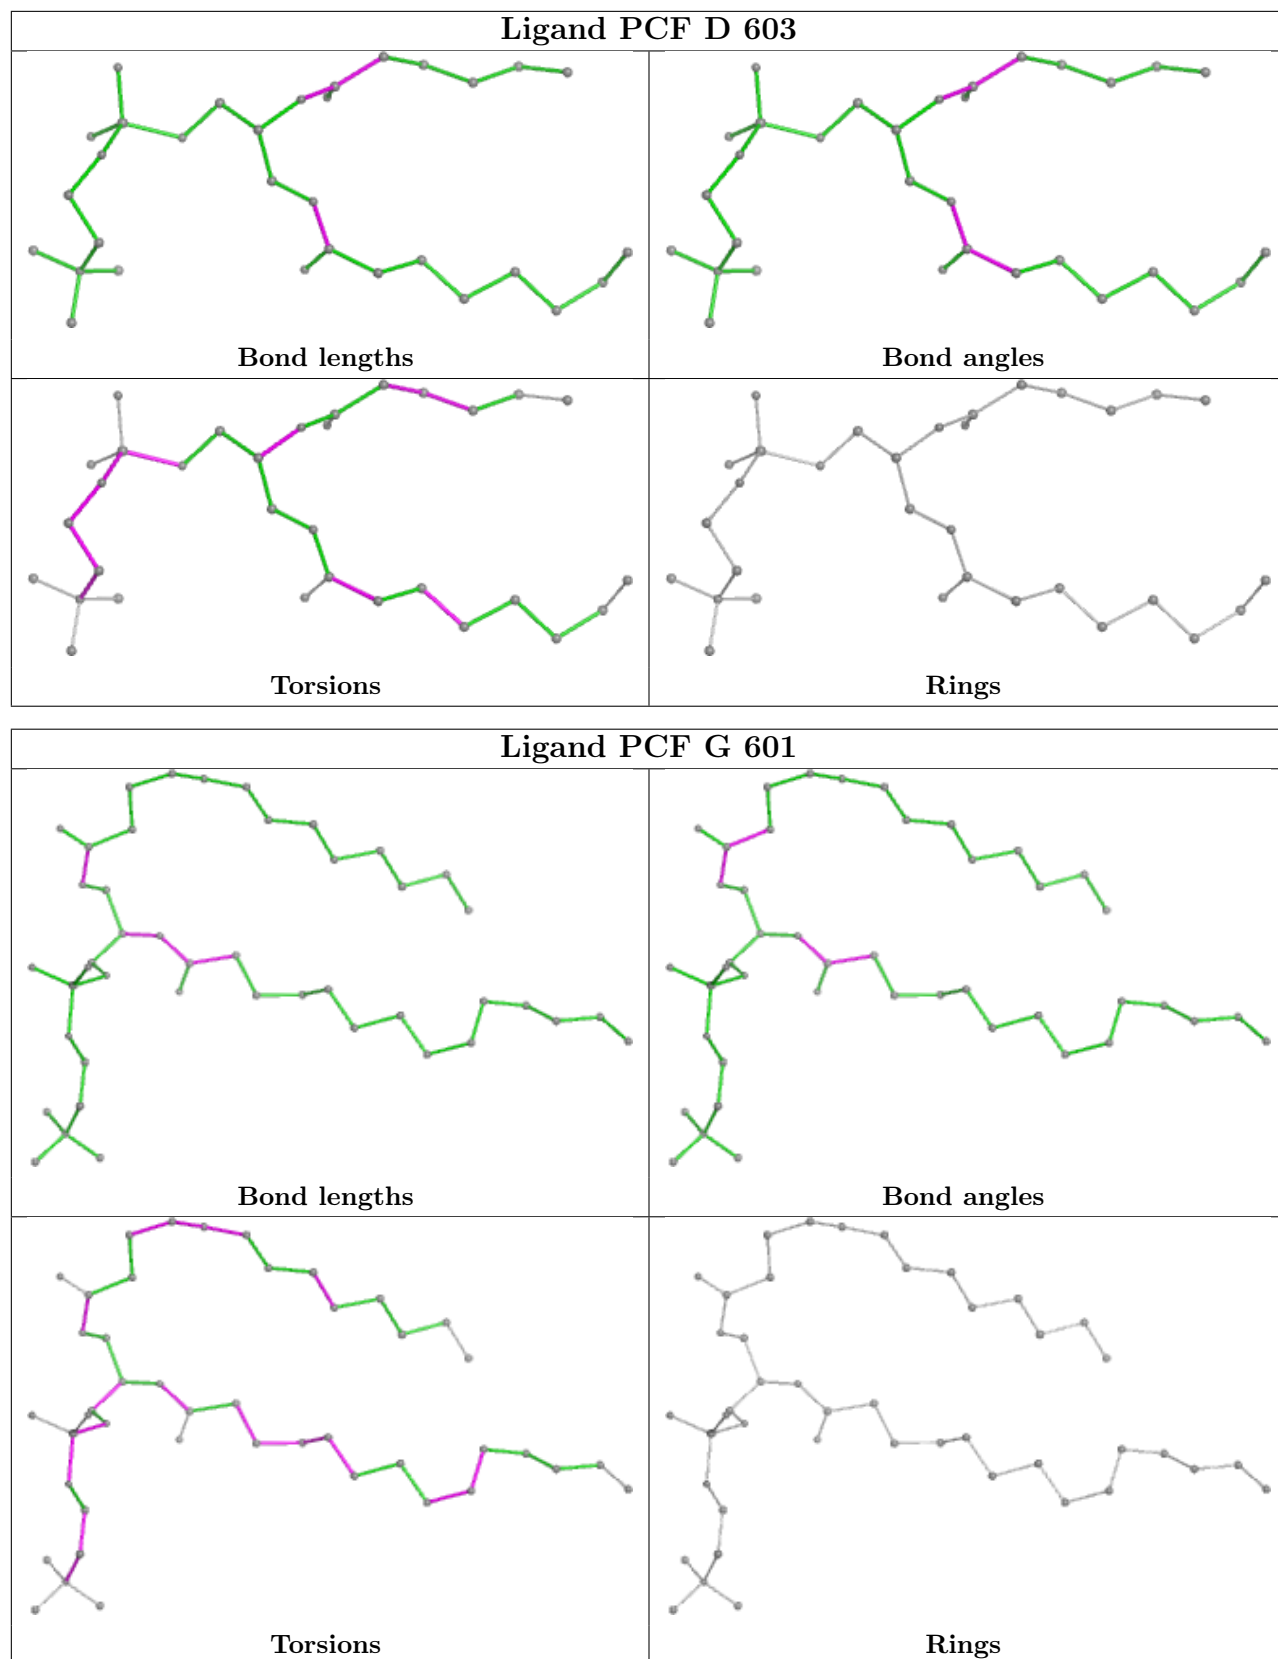 Ligand PCF D 603
Bond lengths
Bond angles
Torsions
Rings
Ligand PCF G 601
Bond lengths
Bond angles
Torsions
Rings